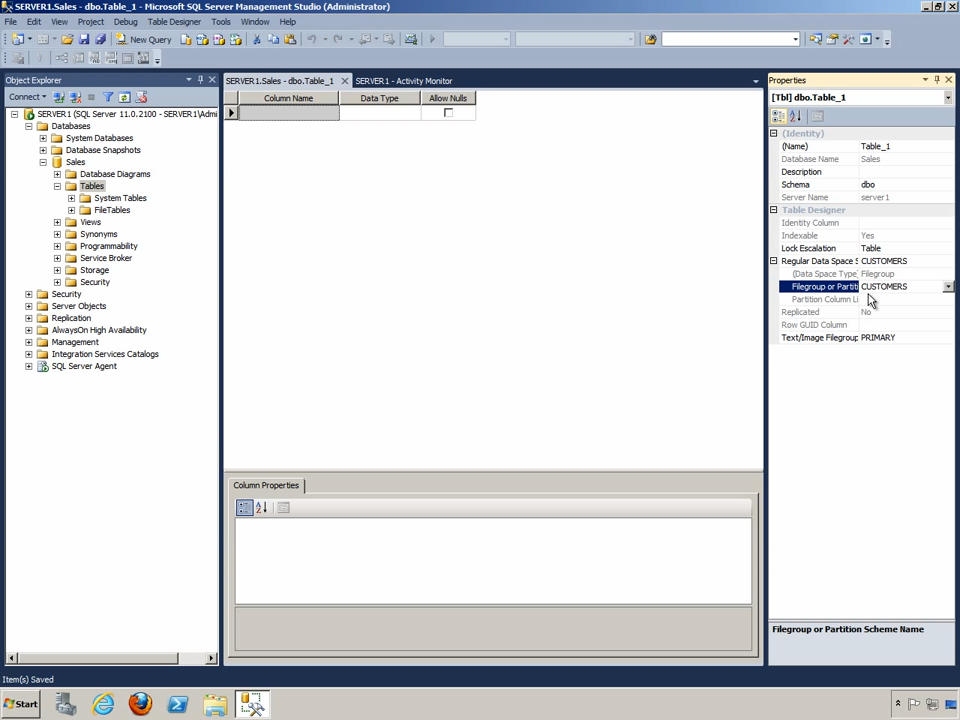 SERVER1.Sales - dbo.Table_1 - Microsoft SQL Server Management Studio (Administrator)
File Edit View Project Debug Table Designer Tools Window Help
New Query
Object Explorer
Connect
SERVER1 (SQL Server 11.0.2100 - SERVER1\Admi
Databases
System Databases
Database Snapshots
Sales
Database Diagrams
Tables
System Tables
FileTables
Views
Synonyms
Programmability
Service Broker
Storage
Security
Security
Server Objects
Replication
AlwaysOn High Availability
Management
Integration Services Catalogs
SQL Server Agent
SERVER1.Sales - dbo.Table_1 SERVER1 - Activity Monitor
Column Name Data Type Allow Nulls
Column Properties
Properties
[Tbl] dbo.Table_1
(Identity)
(Name) Table_1
Database Name Sales
Description
Schema dbo
Server Name server1
Table Designer
Identity Column
Indexable Yes
Lock Escalation Table
Regular Data Space S CUSTOMERS
(Data Space Type) Filegroup
Filegroup or Partiti CUSTOMERS
Partition Column Li
Replicated No
Row GUID Column
Text/Image Filegroup PRIMARY
Filegroup or Partition Scheme Name
Item(s) Saved
Start